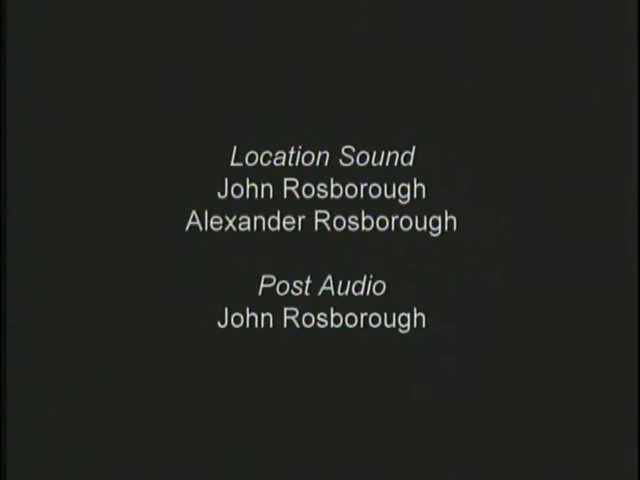 Location Sound
John Rosborough
Alexander Rosborough
Post Audio
John Rosborough